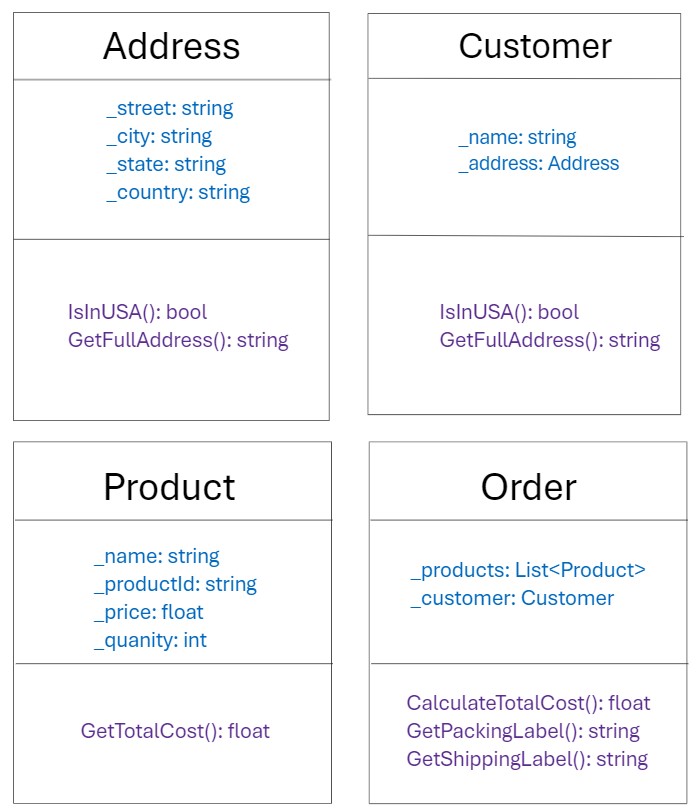 Address
_street: string
_city: string
_state: string
_country: string
IsInUSA(): bool
GetFullAddress(): string
Customer
_name: string
_address: Address
IsInUSA(): bool
GetFullAddress(): string
Product
_name: string
_productId: string
_price: float
_quanity: int
GetTotalCost(): float
Order
_products: List<Product>
_customer: Customer
CalculateTotalCost(): float
GetPackingLabel(): string
GetShippingLabel(): string